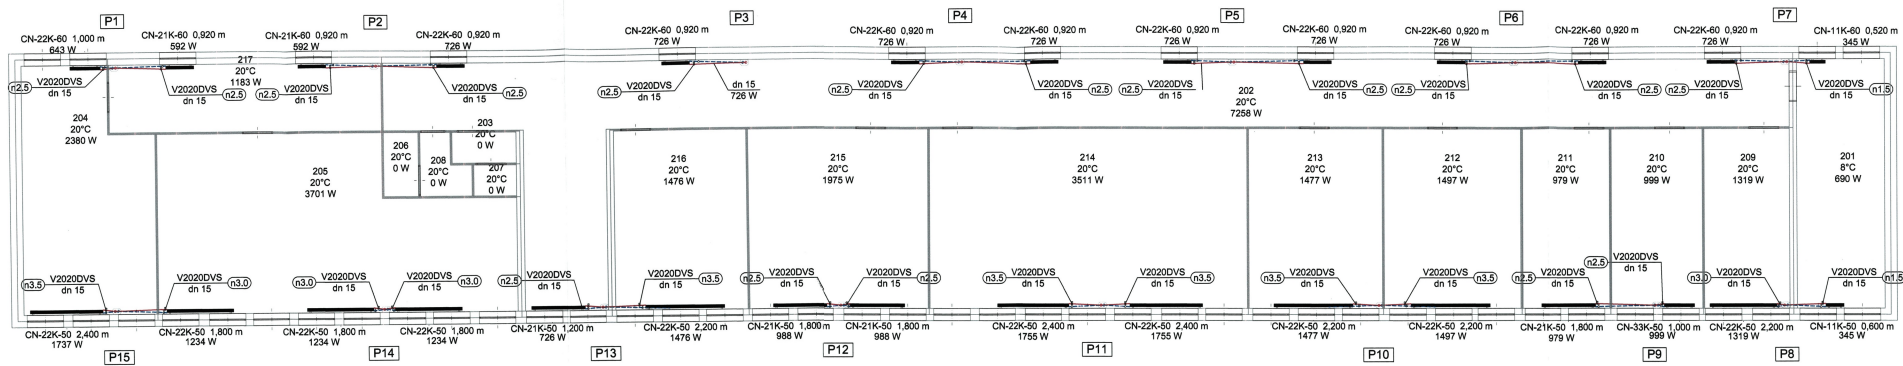 P1
P2
P3
P4
P5
P6
P7
CN-22K-60 1,000 m
643 W
CN-21K-60 0,920 m
592 W
CN-21K-60 0,920 m
592 W
CN-22K-60 0,920 m
726 W
CN-22K-60 0,920 m
726 W
CN-22K-60 0,920 m
726 W
CN-22K-60 0,920 m
726 W
CN-22K-60 0,920 m
726 W
CN-22K-60 0,920 m
726 W
CN-22K-60 0,920 m
726 W
CN-22K-60 0,920 m
726 W
CN-22K-60 0,920 m
726 W
CN-11K-60 0,520 m
345 W
n2.5
V2020DVS
dn 15
V2020DVS
dn 15
n2.5
217
20°C
1183 W
n2.5
V2020DVS
dn 15
V2020DVS
dn 15
n2.5
n2.5
V2020DVS
dn 15
dn 15
726 W
n2.5
V2020DVS
dn 15
V2020DVS
dn 15
n2.5
n2.5
V2020DVS
dn 15
202
20°C
7258 W
V2020DVS
dn 15
n2.5
n2.5
V2020DVS
dn 15
V2020DVS
dn 15
n2.5
n2.5
V2020DVS
dn 15
V2020DVS
dn 15
n1.5
204
20°C
2380 W
205
20°C
3701 W
206
20°C
0 W
208
20°C
0 W
203
20°C
0 W
207
20°C
0 W
216
20°C
1476 W
215
20°C
1975 W
214
20°C
3511 W
213
20°C
1477 W
212
20°C
1497 W
211
20°C
979 W
210
20°C
999 W
209
20°C
1319 W
201
8°C
690 W
n3.5
V2020DVS
dn 15
V2020DVS
dn 15
n3.0
n3.0
V2020DVS
dn 15
V2020DVS
dn 15
n3.0
n2.5
V2020DVS
dn 15
V2020DVS
dn 15
n3.5
n2.5
V2020DVS
dn 15
V2020DVS
dn 15
n2.5
n3.5
V2020DVS
dn 15
V2020DVS
dn 15
n3.5
n3.5
V2020DVS
dn 15
V2020DVS
dn 15
n3.5
n2.5
V2020DVS
dn 15
n2.5
V2020DVS
dn 15
n3.0
V2020DVS
dn 15
V2020DVS
dn 15
n1.5
CN-22K-50 2,400 m
1737 W
CN-22K-50 1,800 m
1234 W
CN-22K-50 1,800 m
1234 W
CN-22K-50 1,800 m
1234 W
CN-21K-50 1,200 m
726 W
CN-22K-50 2,200 m
1476 W
CN-21K-50 1,800 m
988 W
CN-21K-50 1,800 m
988 W
CN-22K-50 2,400 m
1755 W
CN-22K-50 2,400 m
1755 W
CN-22K-50 2,200 m
1477 W
CN-22K-50 2,200 m
1497 W
CN-21K-50 1,800 m
979 W
CN-33K-50 1,000 m
999 W
CN-22K-50 2,200 m
1319 W
CN-11K-50 0,600 m
345 W
P15
P14
P13
P12
P11
P10
P9
P8